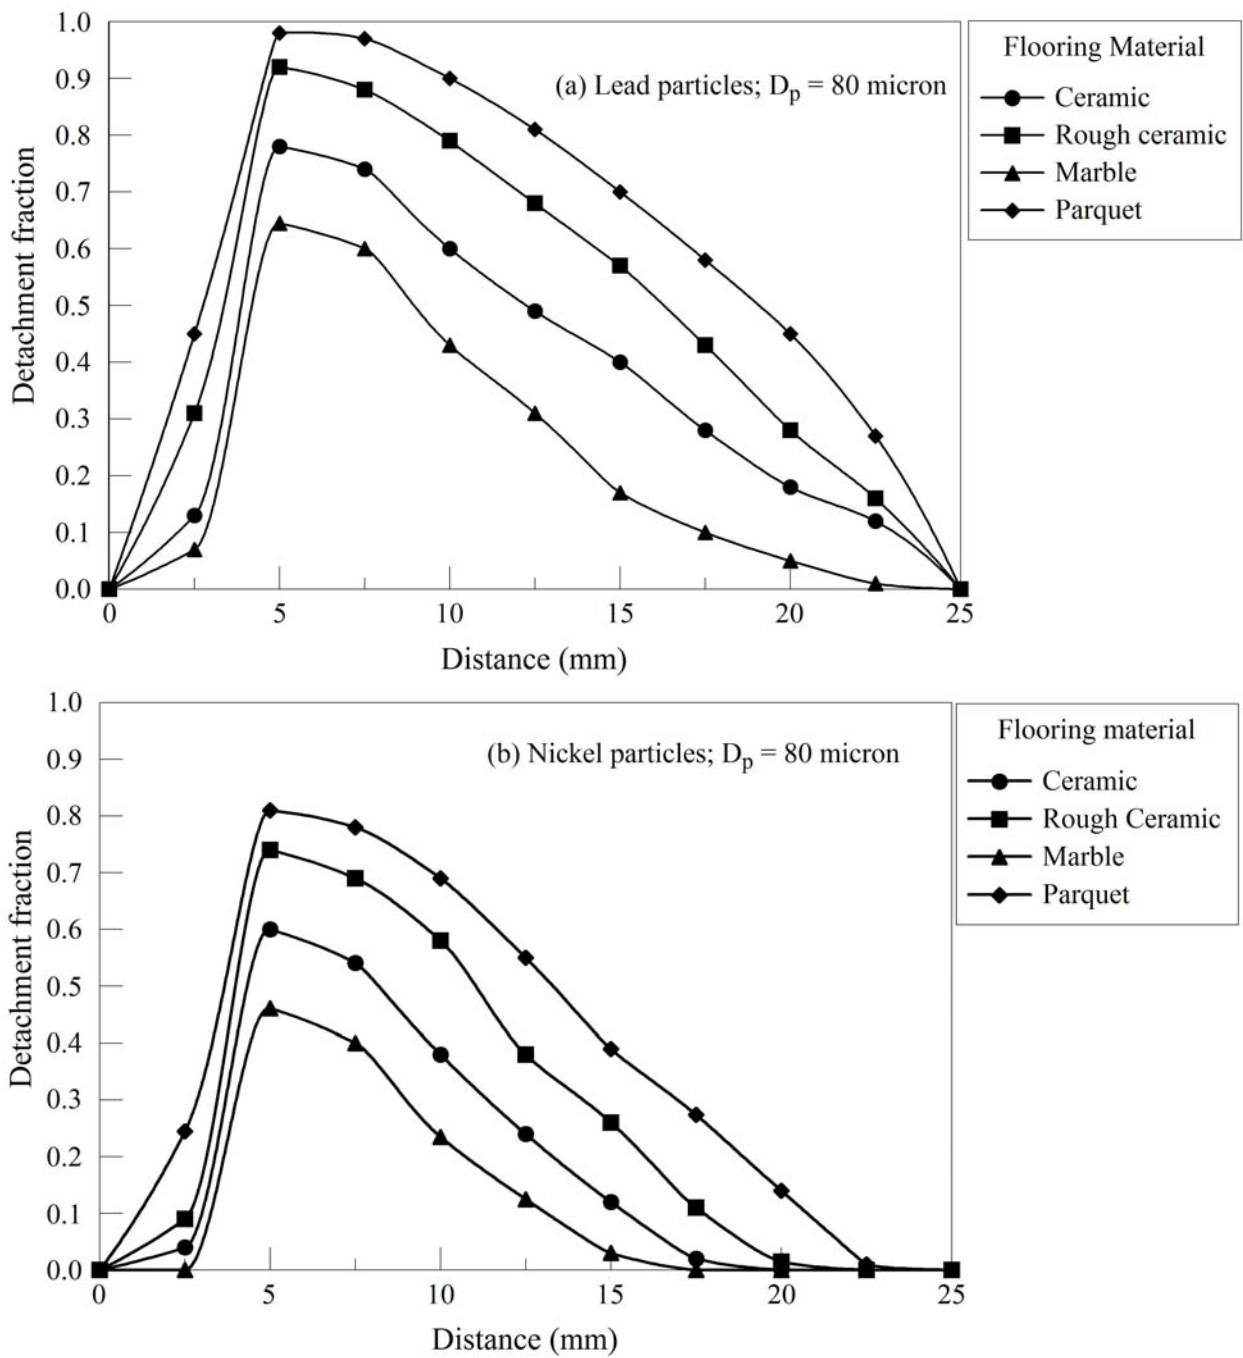 1.0
0.9
0.8
0.7
0.6
0.5
0.4
0.3
0.2
0.1
0.0
Detachment fraction
(a) Lead particles; Dp = 80 micron
0 5 10 15 20 25
Distance (mm)
Flooring Material
Ceramic
Rough ceramic
Marble
Parquet
1.0
0.9
0.8
0.7
0.6
0.5
0.4
0.3
0.2
0.1
0.0
Detachment fraction
(b) Nickel particles; Dp = 80 micron
0 5 10 15 20 25
Distance (mm)
Flooring material
Ceramic
Rough Ceramic
Marble
Parquet